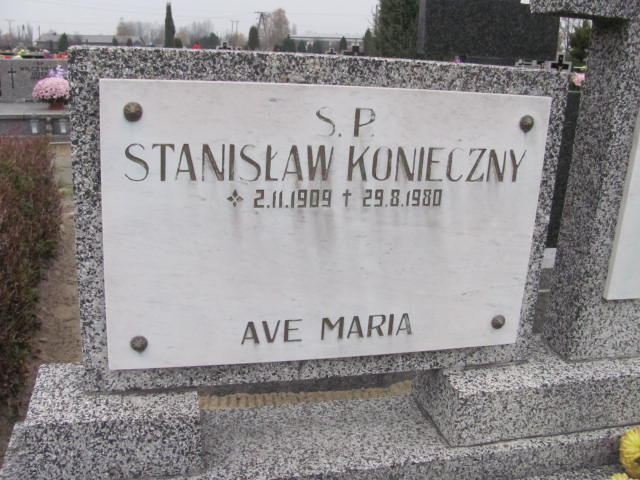 S. P.
STANISŁAW KONIECZNY
2.11.1909 † 29.8.1980
AVE MARIA